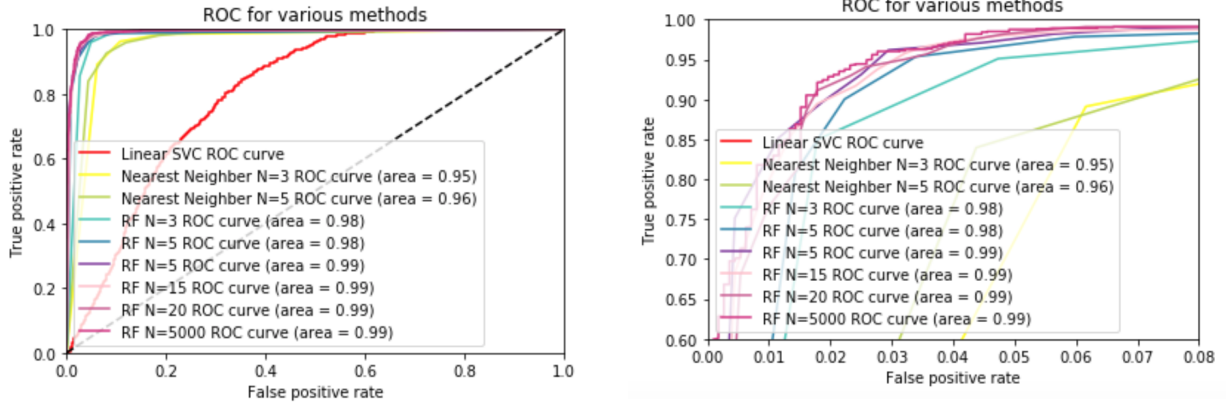 ROC for various methods
1.0
0.8
0.6
0.4
0.2
0.0
True positive rate
Linear SVC ROC curve
Nearest Neighber N=3 ROC curve (area = 0.95)
Nearest Neighber N=5 ROC curve (area = 0.96)
RF N=3 ROC curve (area = 0.98)
RF N=5 ROC curve (area = 0.98)
RF N=5 ROC curve (area = 0.99)
RF N=15 ROC curve (area = 0.99)
RF N=20 ROC curve (area = 0.99)
RF N=5000 ROC curve (area = 0.99)
0.0 0.2 0.4 0.6 0.8 1.0
False positive rate
ROC for various methods
1.00
0.95
0.90
0.85
0.80
0.75
0.70
0.65
0.60
True positive rate
Linear SVC ROC curve
Nearest Neighber N=3 ROC curve (area = 0.95)
Nearest Neighber N=5 ROC curve (area = 0.96)
RF N=3 ROC curve (area = 0.98)
RF N=5 ROC curve (area = 0.98)
RF N=5 ROC curve (area = 0.99)
RF N=15 ROC curve (area = 0.99)
RF N=20 ROC curve (area = 0.99)
RF N=5000 ROC curve (area = 0.99)
0.00 0.01 0.02 0.03 0.04 0.05 0.06 0.07 0.08
False positive rate